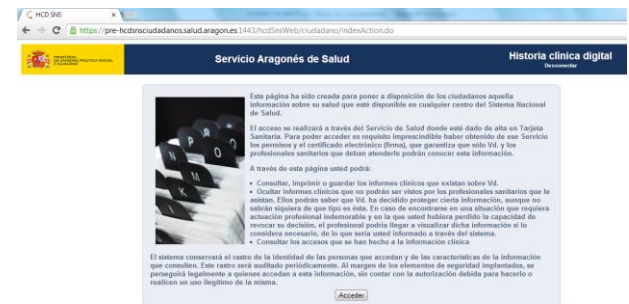 HCD SNS
https://pre-hcdsnsciudadanos.salud.aragon.es:1443/hcdSnsWeb/ciudadano/indexAction.do
Servicio Aragonés de Salud
Historia clínica digital
Desconectar
Esta página ha sido creada para poner a disposición de los ciudadanos aquella
información sobre su salud que esté disponible en cualquier centro del Sistema Nacional
de Salud.
El acceso se realizará a través del Servicio de Salud donde esté dado de alta en Tarjeta
Sanitaria. Para poder acceder es requisito imprescindible haber obtenido de ese Servicio
los permisos y el certificado electrónico (firma), que garantiza que sólo Vd. y los
profesionales sanitarios que deban atenderle podrán conocer esta información.
A través de esta página usted podrá:
• Consultar, imprimir o guardar los informes clínicos que existan sobre Vd.
• Ocultar informes clínicos que no podrán ser vistos por los profesionales sanitarios que le
asistan. Ellos podrán saber que Vd. ha decidido proteger cierta información, aunque no
sabrán siquiera de que tipo es ésta. En caso de encontrarse en una situación que requiera
actuación profesional indemorable y en la que usted hubiera perdido la capacidad de
revocar su decisión, el profesional podría llegar a visualizar dicha información si lo
considera necesario, de lo que sería usted informado a través del sistema.
• Consultar los accesos que se han hecho a la información clínica
El sistema conservará el rastro de la identidad de las personas que accedan y de las características de la información
que consulten. Este rastro será auditado periódicamente. Al margen de los elementos de seguridad implantados, se
perseguirá legalmente a quienes accedan a esta información, sin contar con la autorización debida para hacerlo o
realicen un uso ilegítimo de la misma.
Acceder